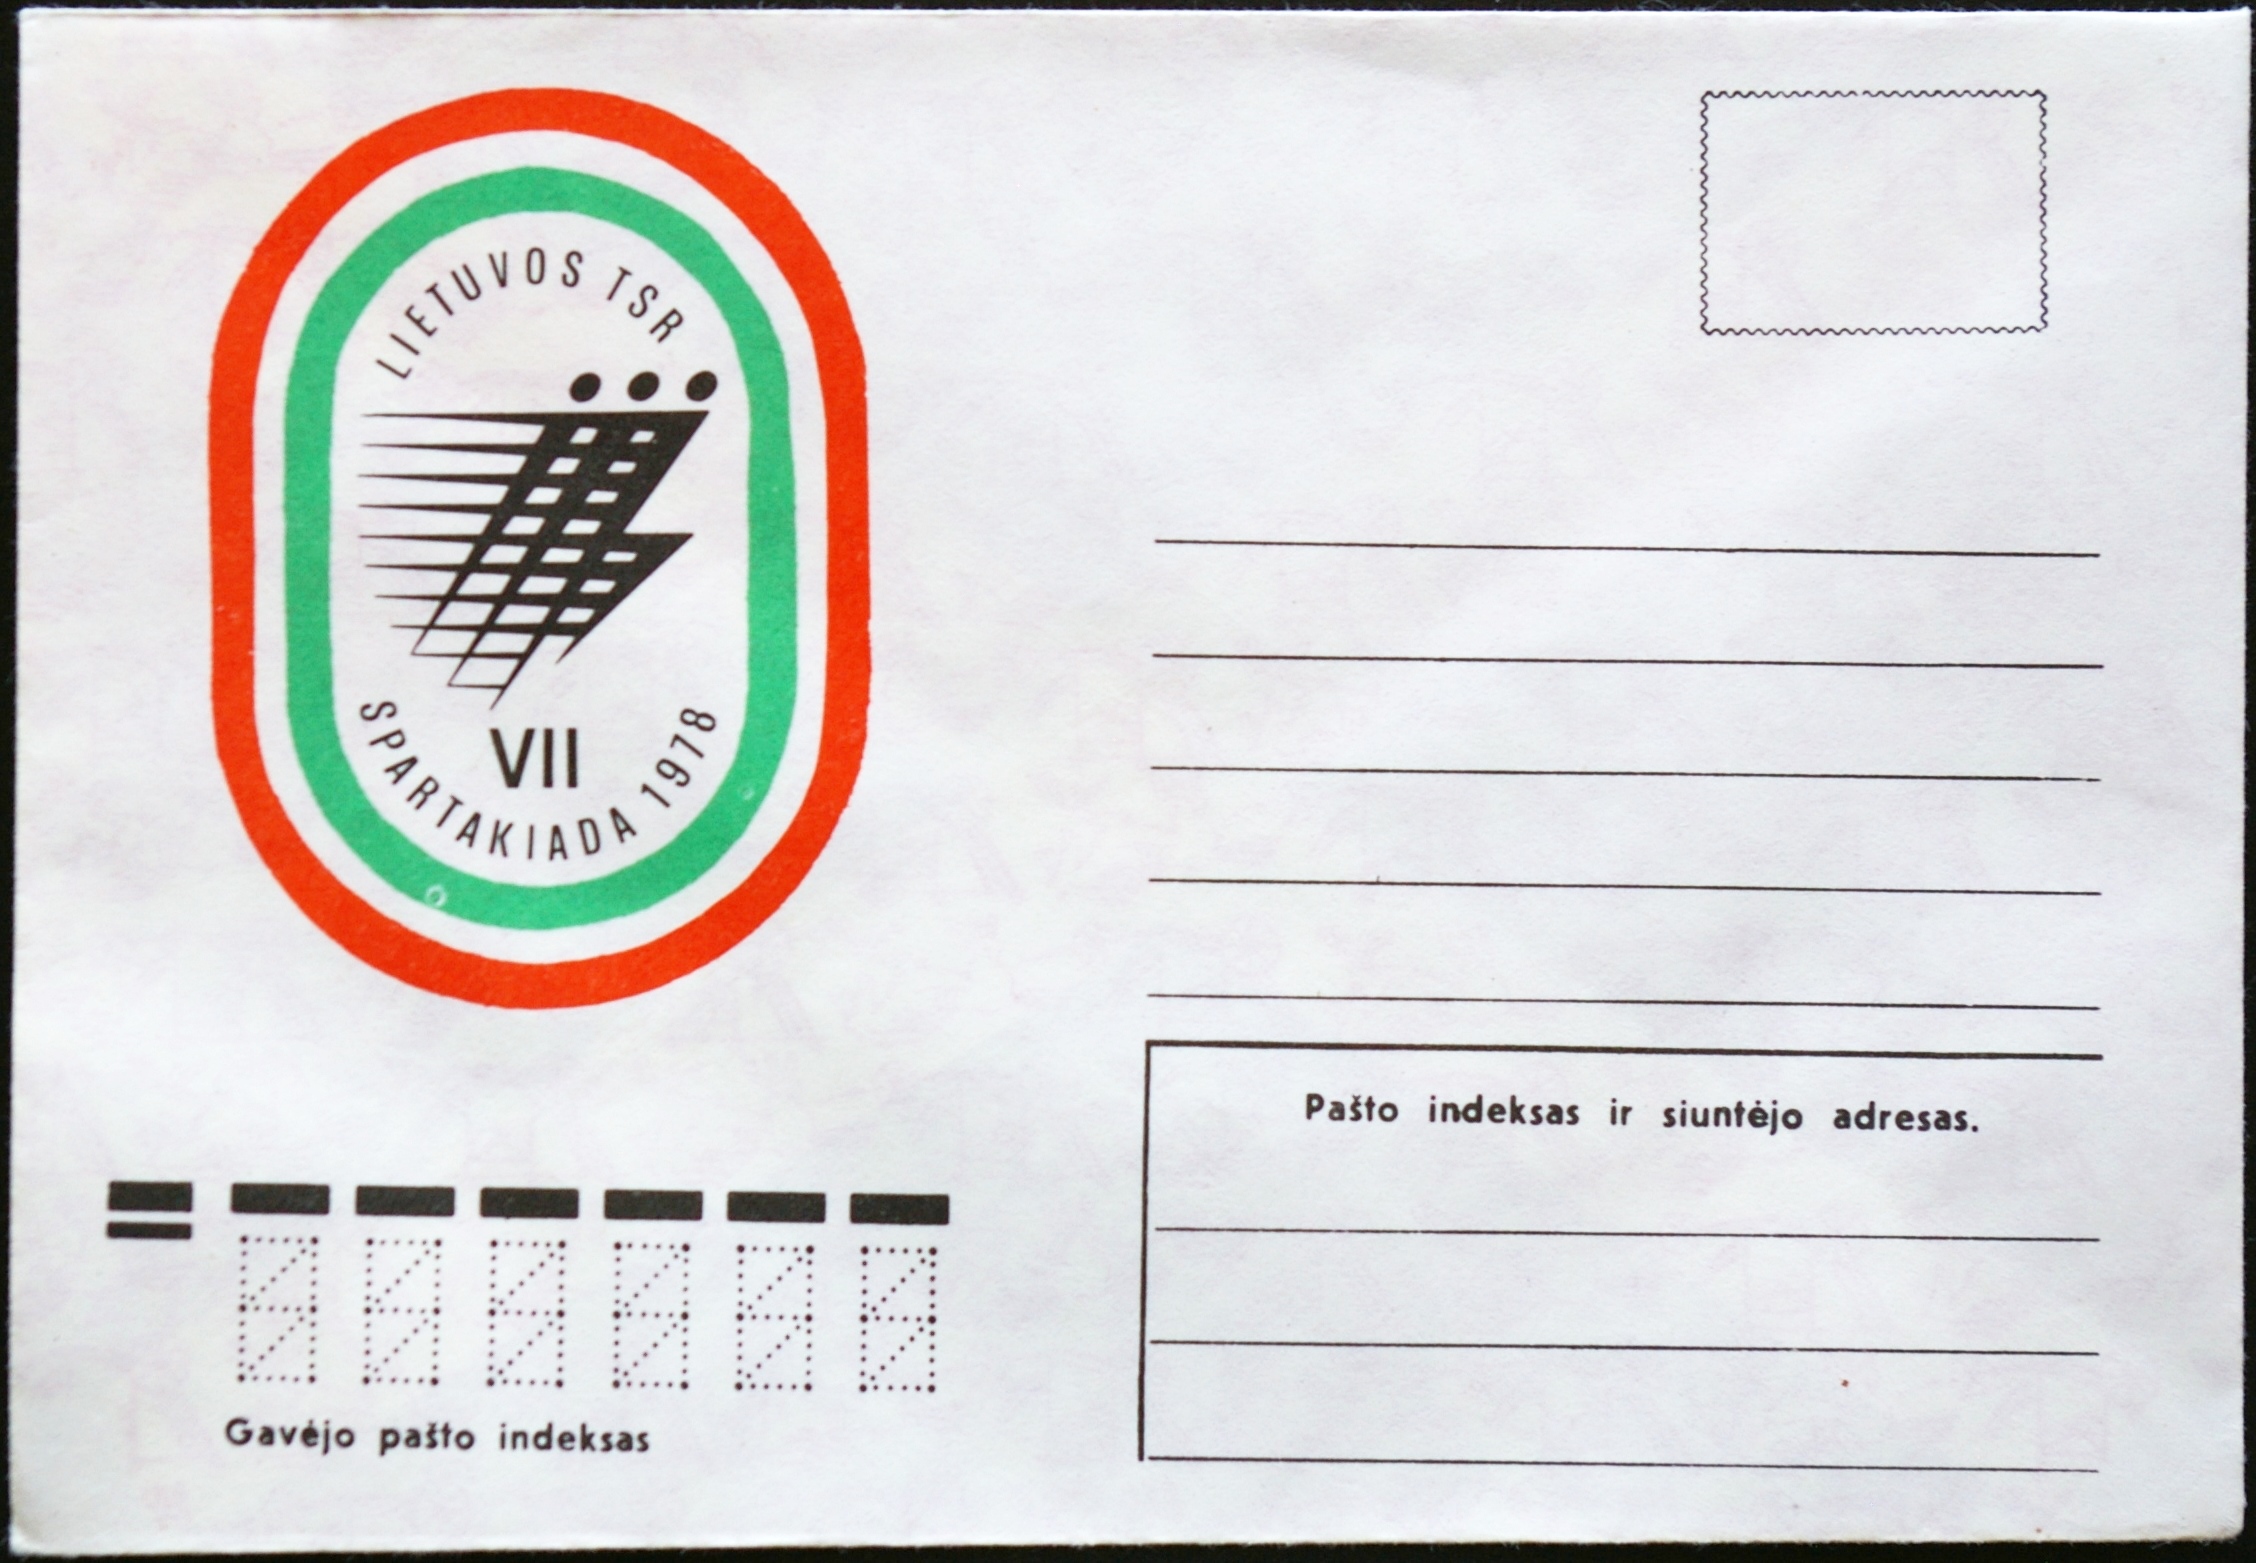 LIETUVOS TSR
VII
SPARTAKIADA 1978
Pašto indeksas ir siuntėjo adresas.
Gavėjo pašto indeksas